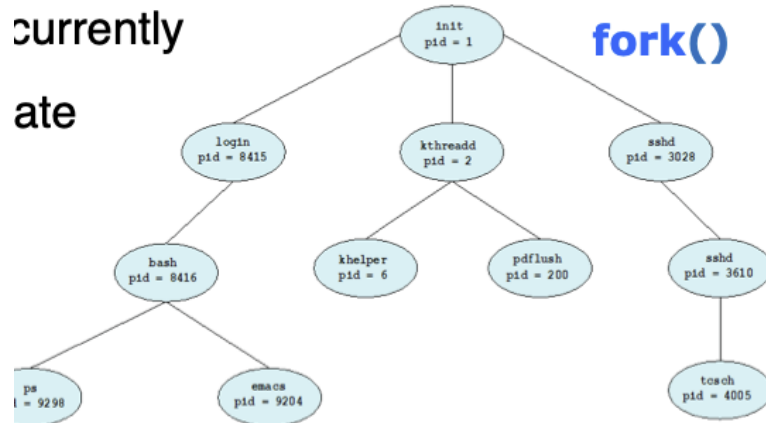 currently
fork()
ate
init
pid = 1
login
pid = 8415
kthreadd
pid = 2
sshd
pid = 3028
bash
pid = 8416
khelper
pid = 6
pdflush
pid = 200
sshd
pid = 3610
ps
d = 9298
emacs
pid = 9204
tcsch
pid = 4005